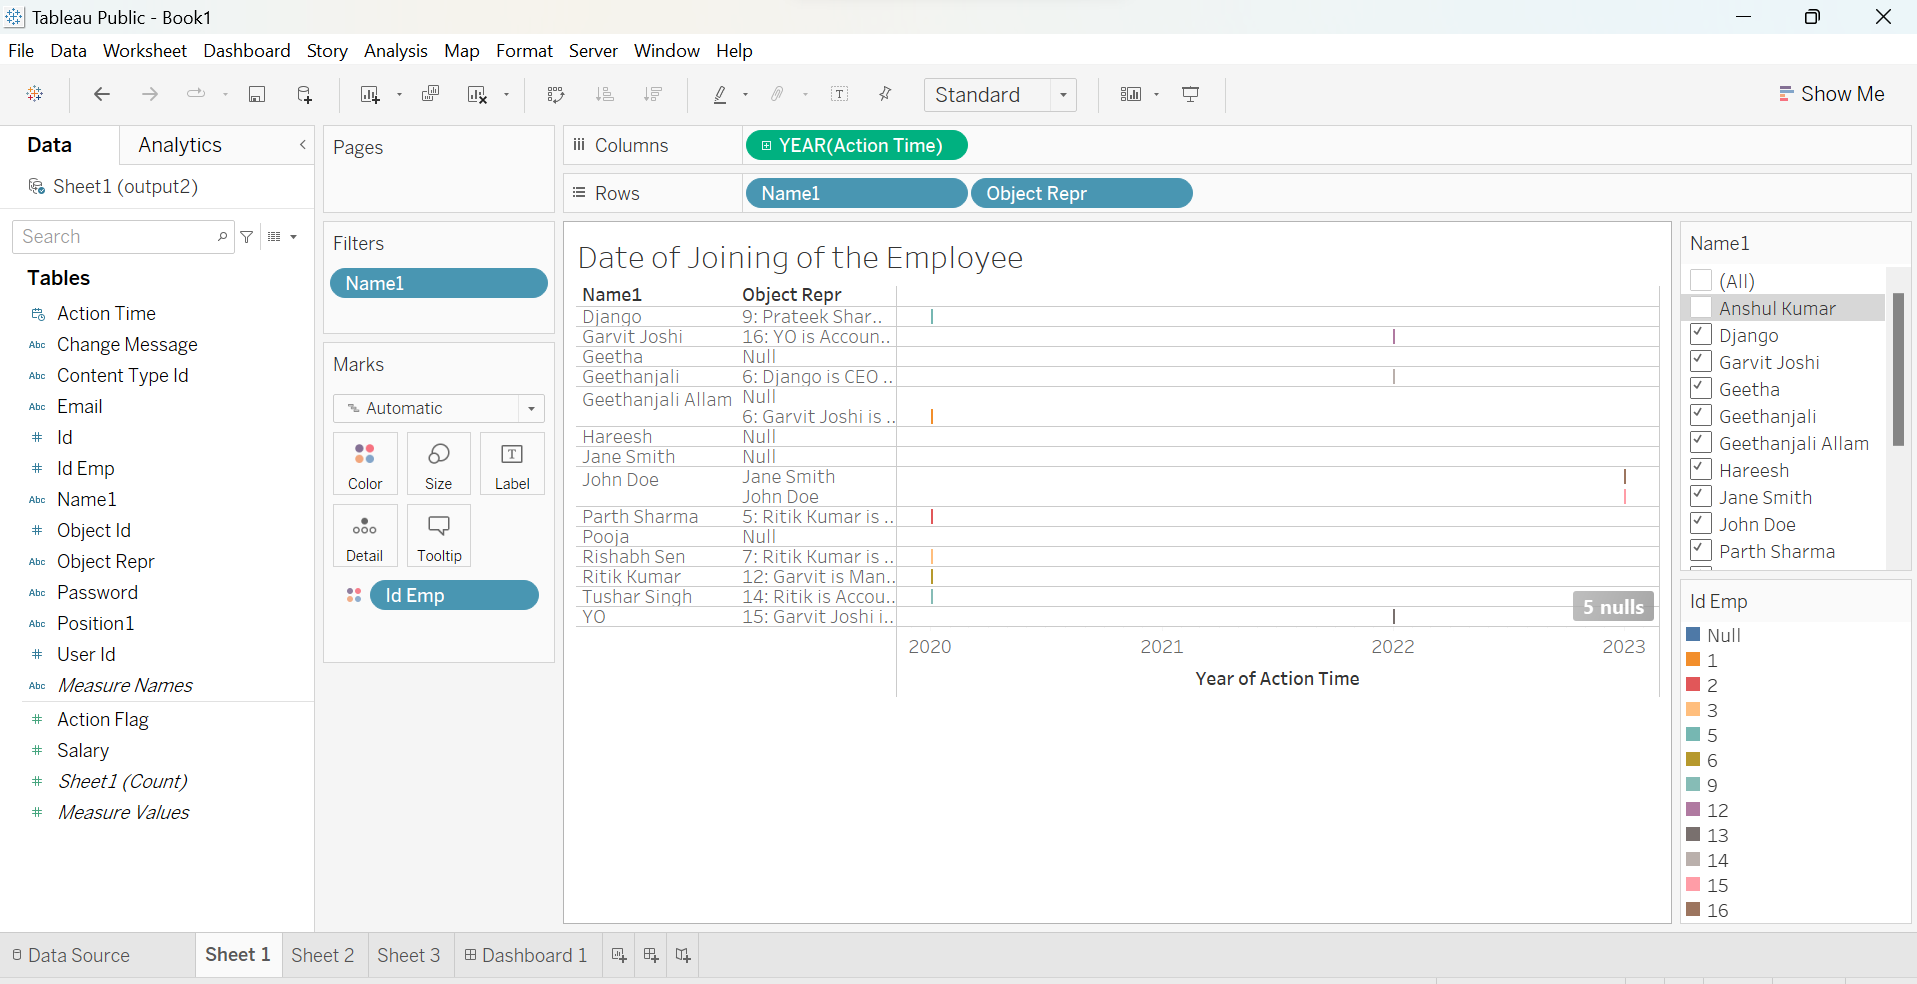 Tableau Public - Book1
File Data Worksheet Dashboard Story Analysis Map Format Server Window Help
Standard
Show Me
Data Analytics
Sheet1 (output2)
Search
Tables
Action Time
Abc Change Message
Abc Content Type Id
Abc Email
# Id
# Id Emp
Abc Name1
# Object Id
Abc Object Repr
Abc Password
Abc Position1
# User Id
Abc Measure Names
# Action Flag
# Salary
# Sheet1 (Count)
# Measure Values
Pages
Filters
Name1
Marks
Automatic
Color Size Label
Detail Tooltip
Id Emp
Columns YEAR(Action Time)
Rows Name1 Object Repr
Date of Joining of the Employee
Name1 Object Repr
Django 9: Prateek Shar..
Garvit Joshi 16: YO is Accoun..
Geetha Null
Geethanjali 6: Django is CEO ..
Geethanjali Allam Null
6: Garvit Joshi is ..
Hareesh Null
Jane Smith Null
John Doe Jane Smith
John Doe
Parth Sharma 5: Ritik Kumar is ..
Pooja Null
Rishabh Sen 7: Ritik Kumar is ..
Ritik Kumar 12: Garvit is Man..
Tushar Singh 14: Ritik is Accou..
YO 15: Garvit Joshi i..
5 nulls
2020 2021 2022 2023
Year of Action Time
Name1
(All)
Anshul Kumar
Django
Garvit Joshi
Geetha
Geethanjali
Geethanjali Allam
Hareesh
Jane Smith
John Doe
Parth Sharma
Id Emp
Null
1
2
3
5
6
9
12
13
14
15
16
Data Source Sheet 1 Sheet 2 Sheet 3 Dashboard 1